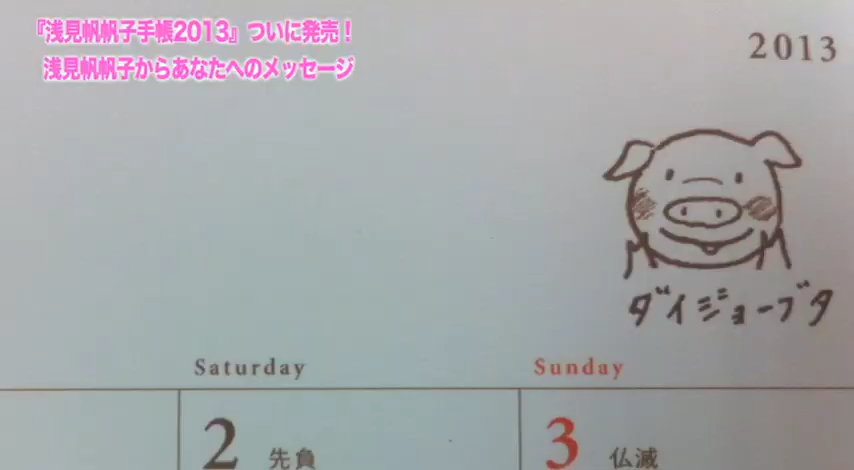 『浅見帆帆子手帳2013』ついに発売！
浅見帆帆子からあなたへのメッセージ
2013
ダイジョーブタ
Saturday
Sunday
2 先負
3 仏滅